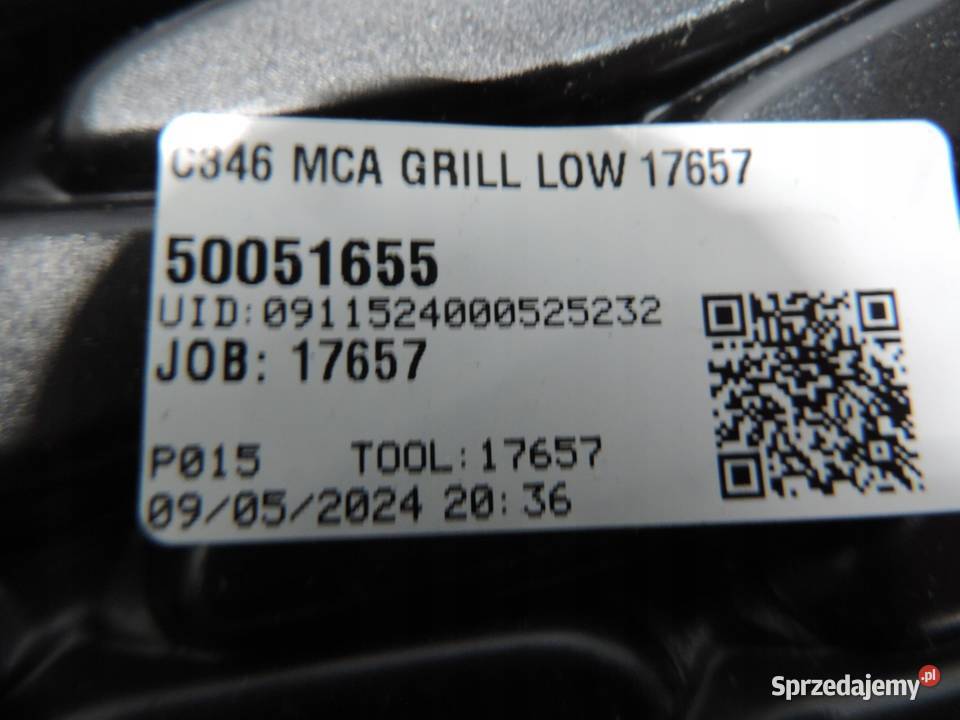 C346 MCA GRILL LOW 17657
50051655
UID:0911524000525232
JOB: 17657
P015 TOOL:17657
09/05/2024 20:36
Sprzedajemy.pl